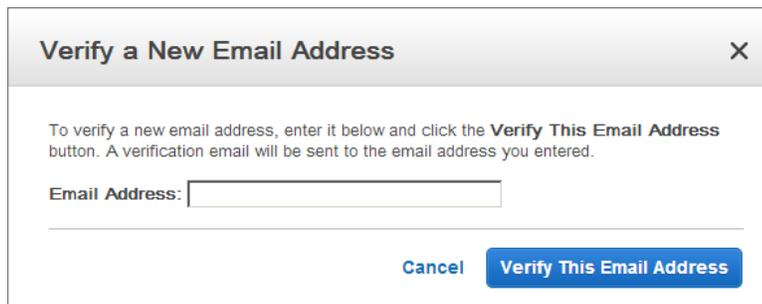 Verify a New Email Address
To verify a new email address, enter it below and click the Verify This Email Address
button. A verification email will be sent to the email address you entered.
Email Address:
Cancel
Verify This Email Address